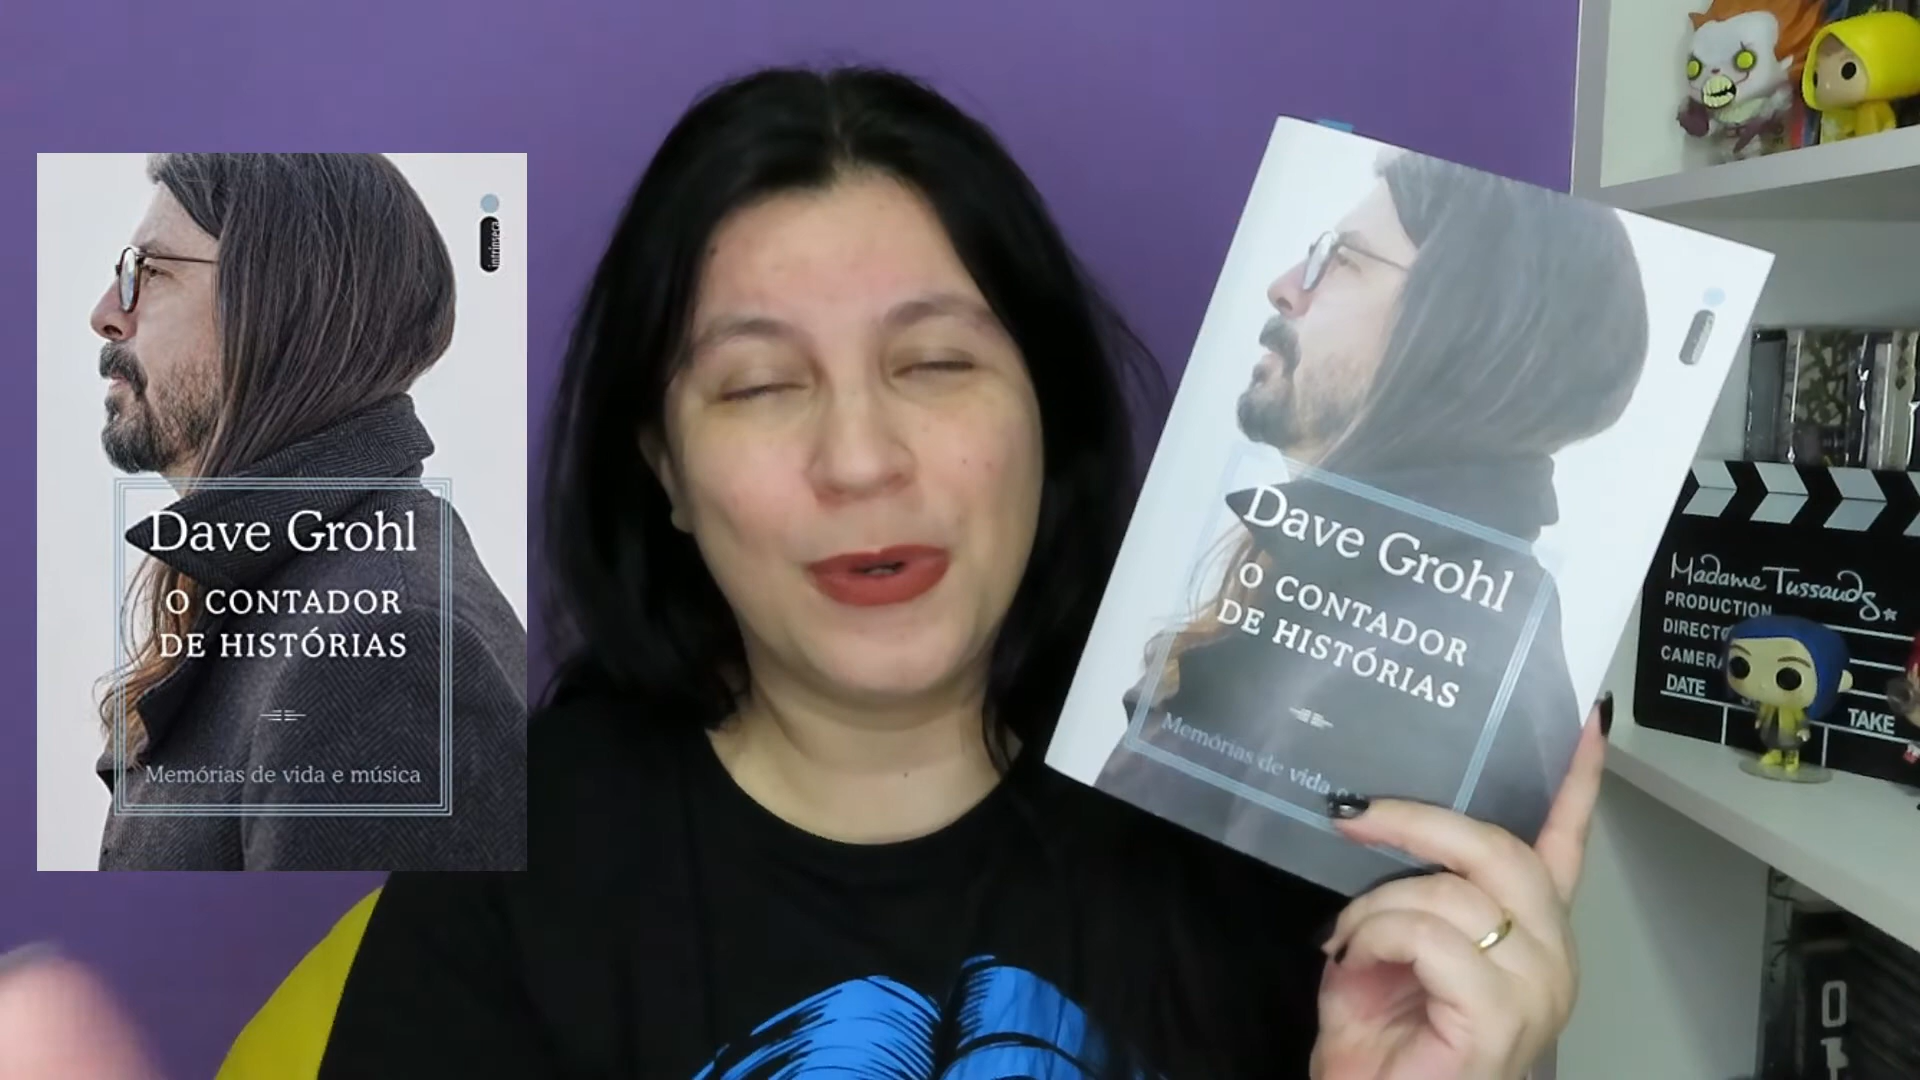 intrínseca
Dave Grohl
O CONTADOR
DE HISTÓRIAS
Memórias de vida e música
Dave Grohl
O CONTADOR
DE HISTÓRIAS
Memórias de vida e
Madame Tussauds
PRODUCTION
DIRECTO
CAMERA
DATE
TAKE